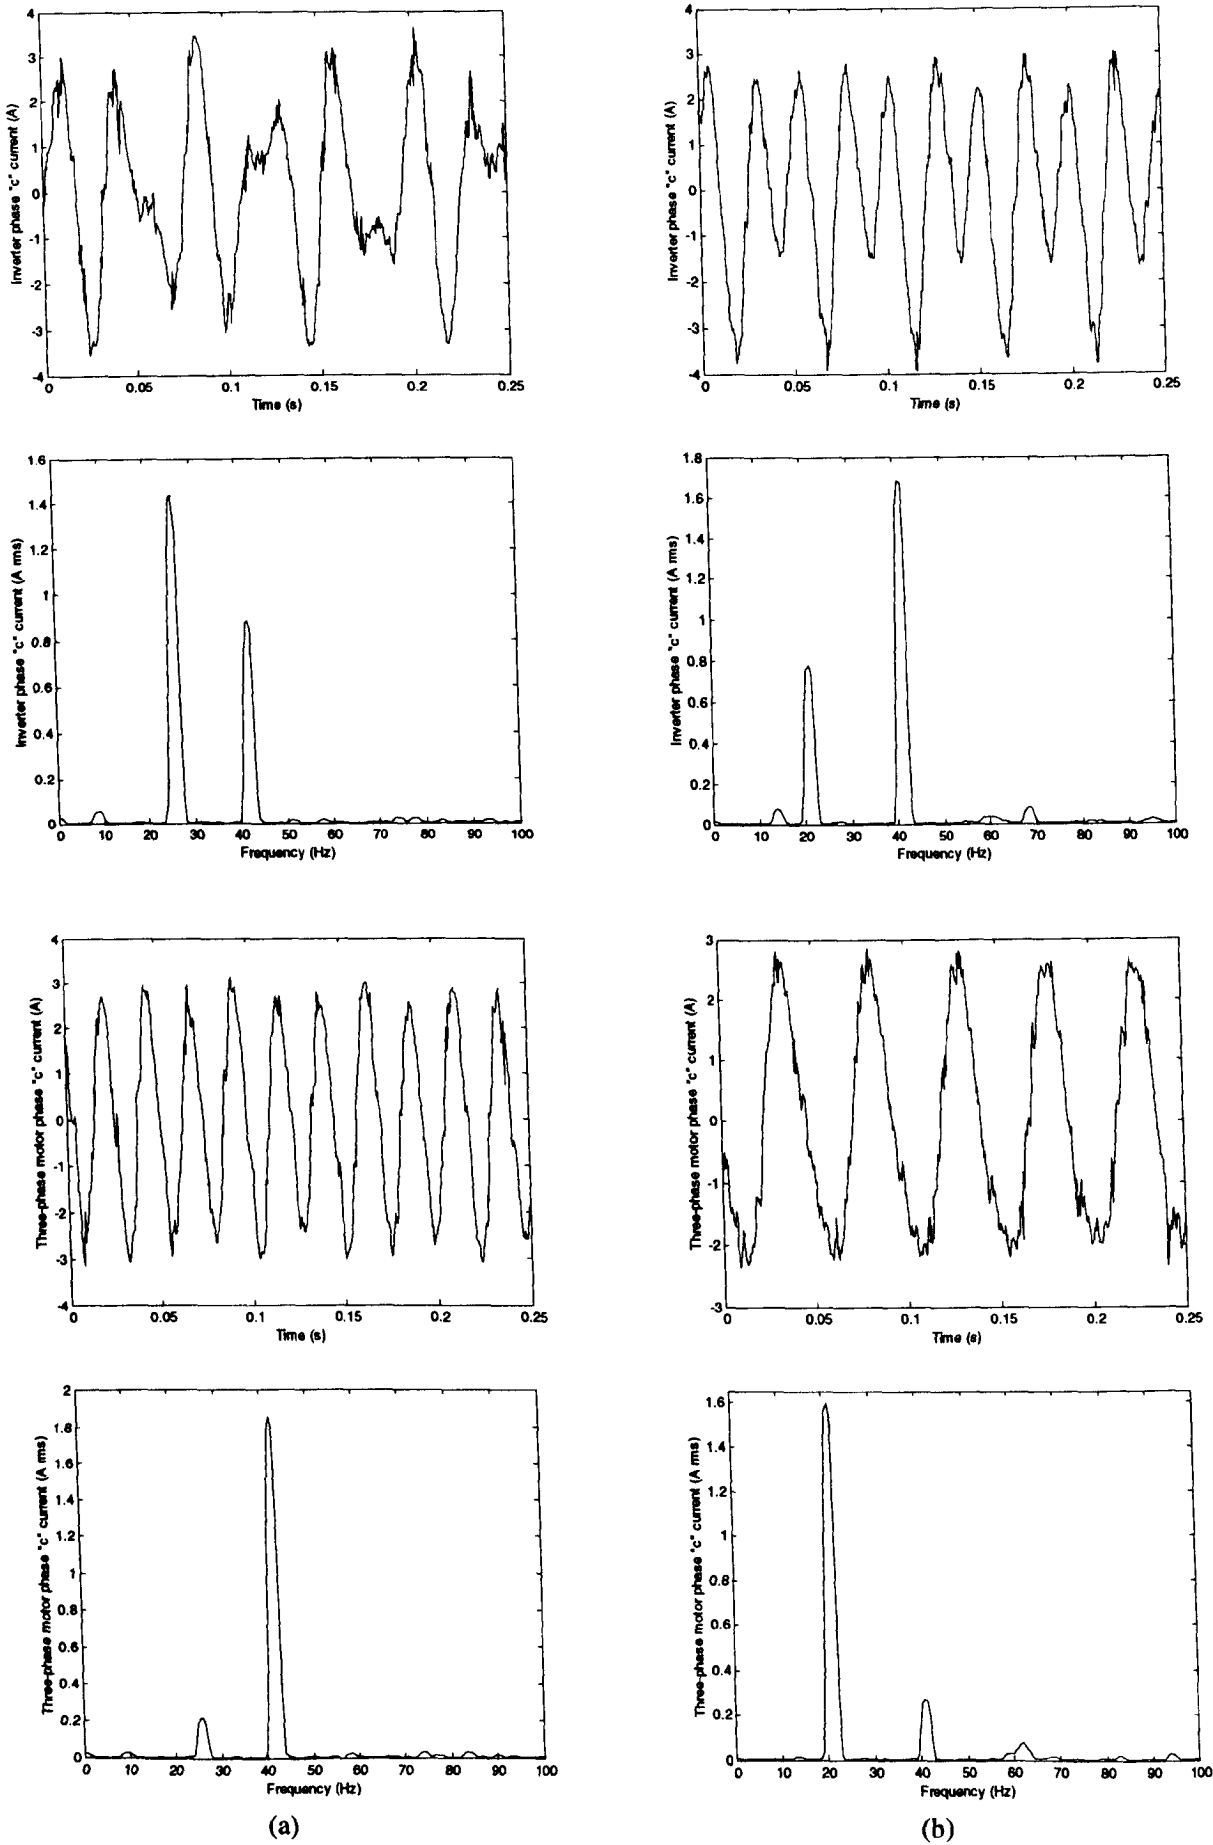 4
3
2
1
0
-1
-2
-3
-4
Inverter phase "c" current (A)
0 0.05 0.1 0.15 0.2 0.25
Time (s)
4
3
2
1
0
-1
-2
-3
-4
Inverter phase "c" current (A)
0 0.05 0.1 0.15 0.2 0.25
Time (s)
1.6
1.4
1.2
1
0.8
0.6
0.4
0.2
0
Inverter phase "c" current (A rms)
0 10 20 30 40 50 60 70 80 90 100
Frequency (Hz)
1.8
1.6
1.4
1.2
1
0.8
0.6
0.4
0.2
0
Inverter phase "c" current (A rms)
0 10 20 30 40 50 60 70 80 90 100
Frequency (Hz)
4
3
2
1
0
-1
-2
-3
-4
Three-phase motor phase "c" current (A)
0 0.05 0.1 0.15 0.2 0.25
Time (s)
3
2
1
0
-1
-2
-3
Three-phase motor phase "c" current (A)
0 0.05 0.1 0.15 0.2 0.25
Time (s)
2
1.8
1.6
1.4
1.2
1
0.8
0.6
0.4
0.2
0
Three-phase motor phase "c" current (A rms)
0 10 20 30 40 50 60 70 80 90 100
Frequency (Hz)
1.6
1.4
1.2
1
0.8
0.6
0.4
0.2
0
Three-phase motor phase "c" current (A rms)
0 10 20 30 40 50 60 70 80 90 100
Frequency (Hz)
(a)
(b)